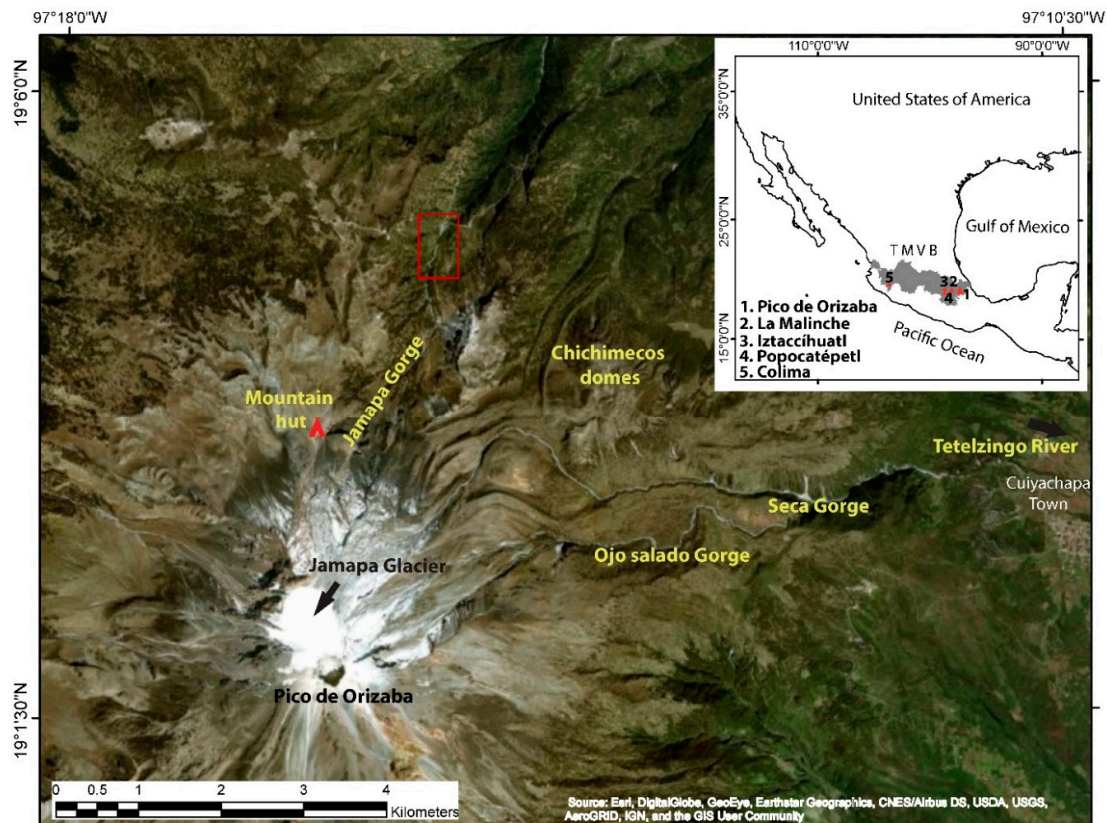 97°18'0"W
97°10'30"W
19°6'0"N
19°1'30"N
110°0'0"W
90°0'0"W
35°00'0"N
25°00'0"N
15°00'0"N
United States of America
Gulf of Mexico
T M V B
5
32
1
4
Pacific Ocean
1. Pico de Orizaba
2. La Malinche
3. Iztaccíhuatl
4. Popocatépetl
5. Colima
Chichimecos
domes
Mountain
hut
Jamapa Gorge
Tetelzingo River
Cuiyachapa
Town
Seca Gorge
Ojo salado Gorge
Jamapa Glacier
Pico de Orizaba
0 0.5 1 2 3 4
Kilometers
Source: Esri, DigitalGlobe, GeoEye, Earthstar Geographics, CNES/Airbus DS, USDA, USGS,
AeroGRID, IGN, and the GIS User Community